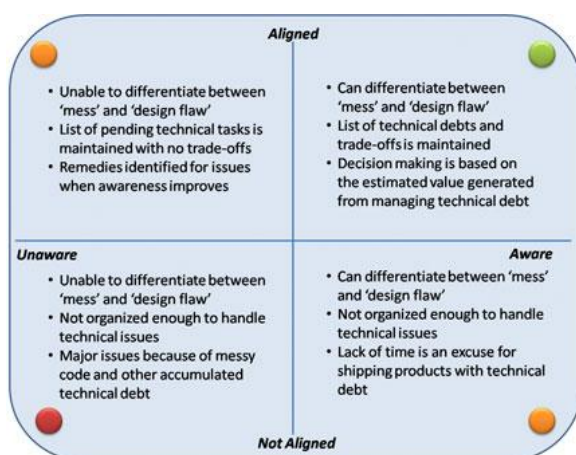 Aligned
• Unable to differentiate between
'mess' and 'design flaw'
• List of pending technical tasks is
maintained with no trade-offs
• Remedies identified for issues
when awareness improves
• Can differentiate between
'mess' and 'design flaw'
• List of technical debts and
trade-offs is maintained
• Decision making is based on
the estimated value generated
from managing technical debt
Unaware
Aware
• Unable to differentiate between
'mess' and 'design flaw'
• Not organized enough to handle
technical issues
• Major issues because of messy
code and other accumulated
technical debt
• Can differentiate between 'mess'
and 'design flaw'
• Not organized enough to handle
technical issues
• Lack of time is an excuse for
shipping products with technical
debt
Not Aligned